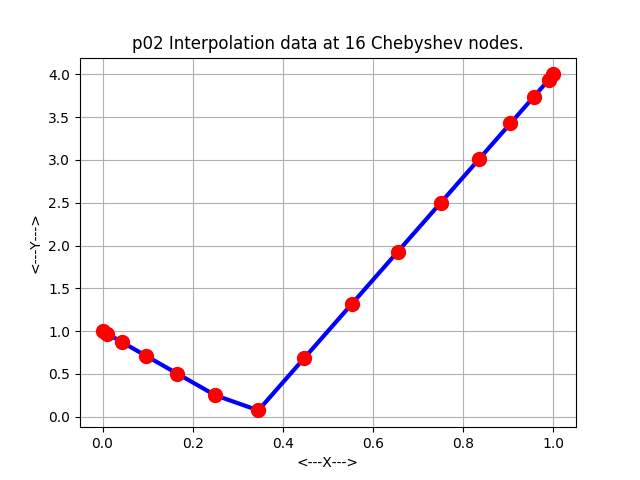 p02 Interpolation data at 16 Chebyshev nodes.
4.0
3.5
3.0
2.5
2.0
1.5
1.0
0.5
0.0
<---Y--->
0.0 0.2 0.4 0.6 0.8 1.0
<---X--->